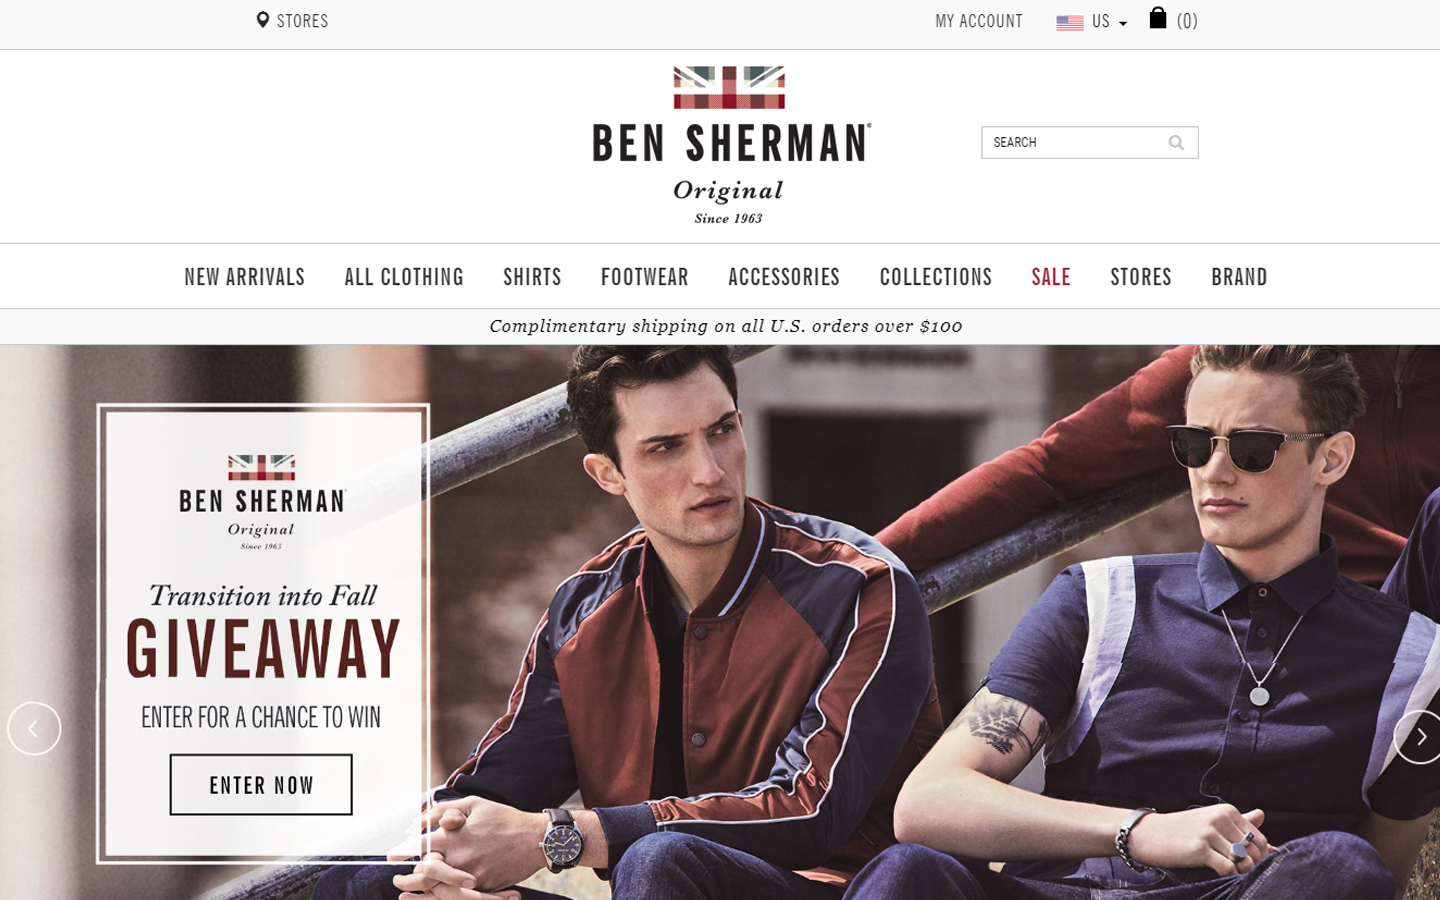 STORES
MY ACCOUNT
US
(0)
BEN SHERMAN®
Original
Since 1963
SEARCH
NEW ARRIVALS
ALL CLOTHING
SHIRTS
FOOTWEAR
ACCESSORIES
COLLECTIONS
SALE
STORES
BRAND
Complimentary shipping on all U.S. orders over $100
BEN SHERMAN
Original
Since 1963
Transition into Fall
GIVEAWAY
ENTER FOR A CHANCE TO WIN
ENTER NOW